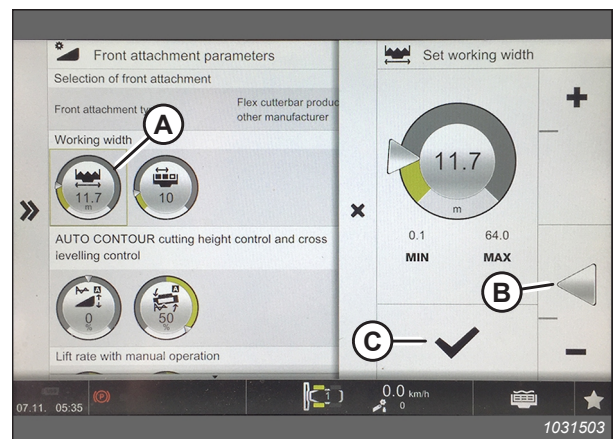 Front attachment parameters
Selection of front attachment
Front attachment ty
Flex cutterbar produc
other manufacturer
A
Working width
11.7
m
10
AUTO CONTOUR cutting height control and cross
levelling control
A
0
%
A
50
%
Lift rate with manual operation
Set working width
11.7
m
0.1
64.0
MIN
MAX
B
C
07.11. 05:35
(P)
1
0.0 km/h
0
1031503